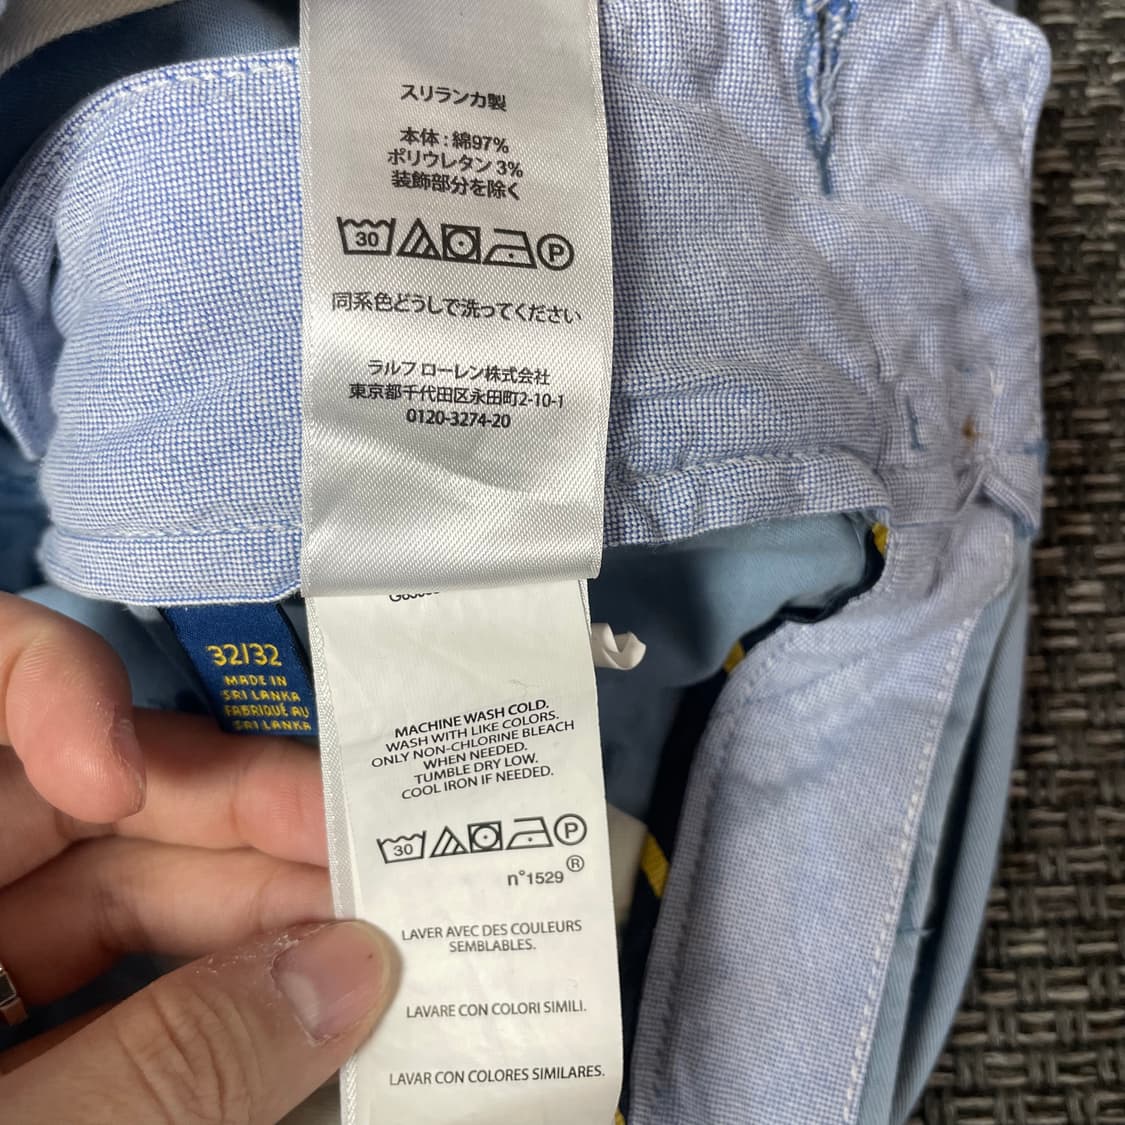 スリランカ製
本体:綿97%
ポリウレタン 3%
装飾部分を除く
30
P
同系色どうしで洗ってください
ラルフ ローレン株式会社
東京都千代田区永田町2-10-1
0120-3274-20
32/32
MADE IN
SRI LANKA
FABRIQUÉ AU
SRI LANKA
MACHINE WASH COLD.
WASH WITH LIKE COLORS.
ONLY NON-CHLORINE BLEACH
WHEN NEEDED.
TUMBLE DRY LOW.
COOL IRON IF NEEDED.
30
P
n°1529 ®
LAVER AVEC DES COULEURS
SEMBLABLES.
LAVARE CON COLORI SIMILI.
LAVAR CON COLORES SIMILARES.